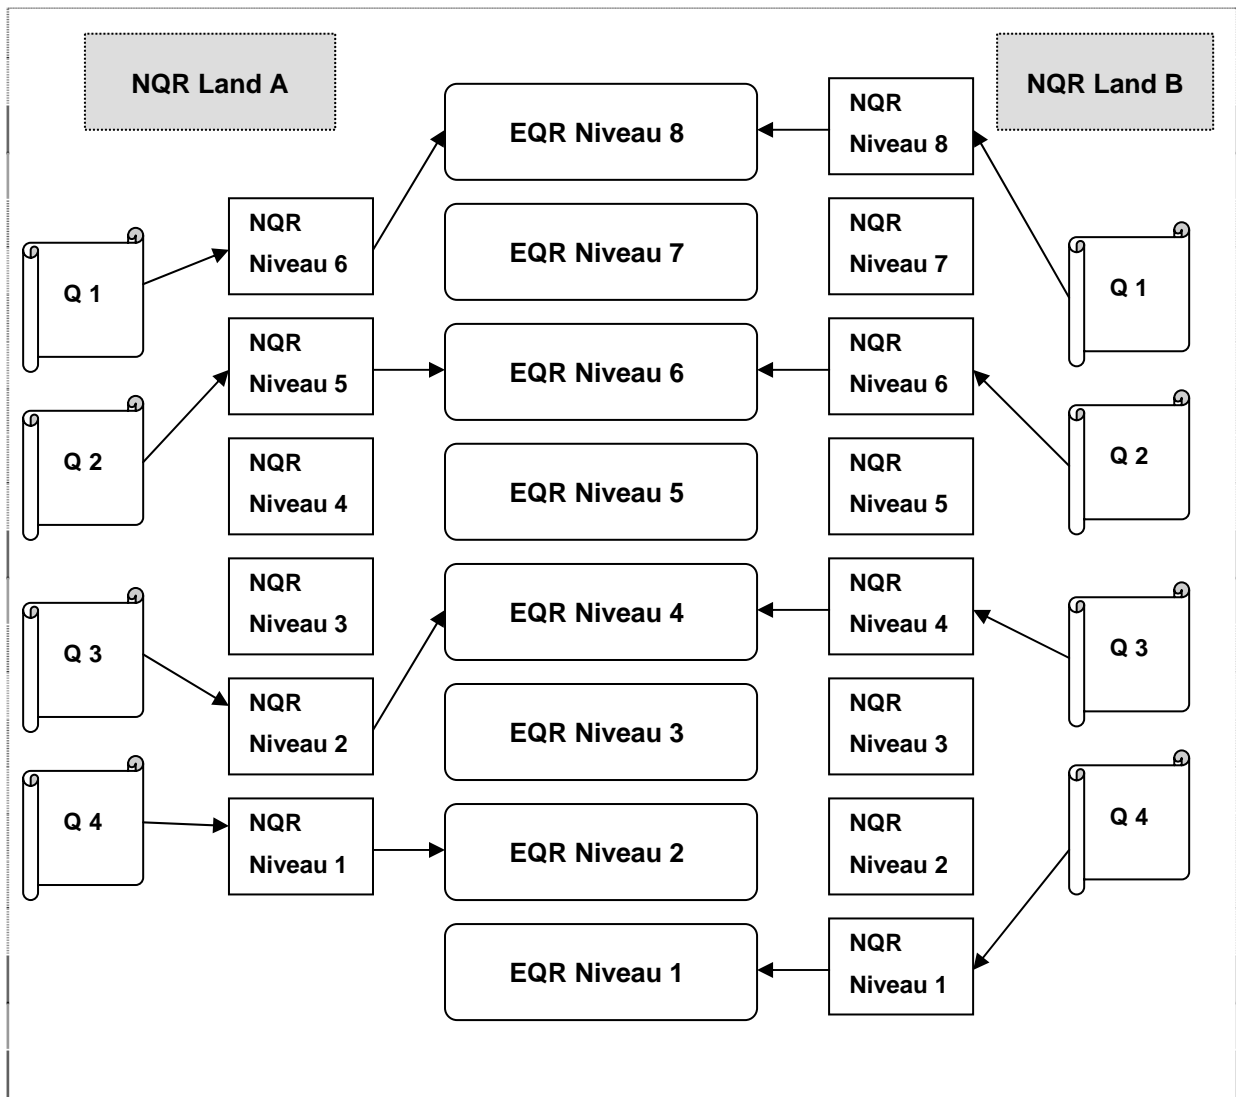 NQR Land A
NQR Land B
EQR Niveau 8
EQR Niveau 7
EQR Niveau 6
EQR Niveau 5
EQR Niveau 4
EQR Niveau 3
EQR Niveau 2
EQR Niveau 1
Q 1
Q 2
Q 3
Q 4
NQR
Niveau 6
NQR
Niveau 5
NQR
Niveau 4
NQR
Niveau 3
NQR
Niveau 2
NQR
Niveau 1
NQR
Niveau 8
NQR
Niveau 7
NQR
Niveau 6
NQR
Niveau 5
NQR
Niveau 4
NQR
Niveau 3
NQR
Niveau 2
NQR
Niveau 1
Q 1
Q 2
Q 3
Q 4